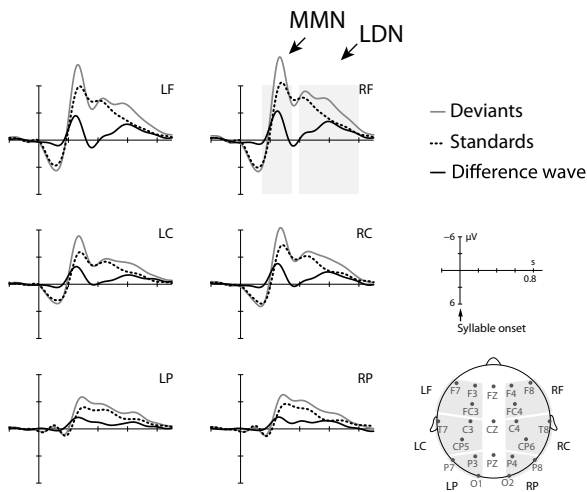 MMN
LDN
LF
RF
Deviants
Standards
Difference wave
LC
RC
−6
µV
s
0.8
6
Syllable onset
LP
RP
LF
RF
F7
F3
FZ
F4
F8
FC3
FC4
T7
C3
CZ
C4
T8
LC
RC
CP5
CP6
P7
P3
PZ
P4
P8
LP
O1
O2
RP